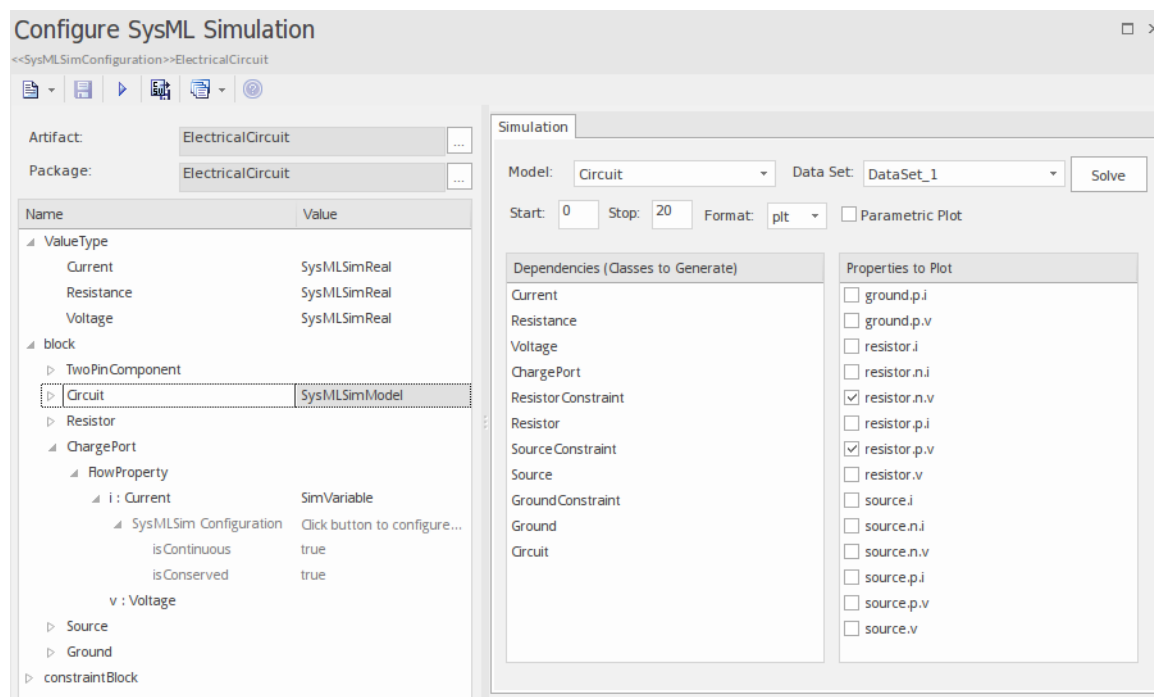 Configure SysML Simulation
<<SysMLSimConfiguration>>ElectricalCircuit
Artifact: ElectricalCircuit ...
Package: ElectricalCircuit ...
Name Value
ValueType
Current SysMLSimReal
Resistance SysMLSimReal
Voltage SysMLSimReal
block
TwoPinComponent
Circuit SysMLSimModel
Resistor
ChargePort
FlowProperty
i : Current SimVariable
SysMLSim Configuration Click button to configure...
isContinuous true
isConserved true
v : Voltage
Source
Ground
constraintBlock
Simulation
Model: Circuit Data Set: DataSet_1 Solve
Start: 0 Stop: 20 Format: plt Parametric Plot
Dependencies (Classes to Generate)
Current
Resistance
Voltage
ChargePort
ResistorConstraint
Resistor
SourceConstraint
Source
GroundConstraint
Ground
Circuit
Properties to Plot
ground.p.i
ground.p.v
resistor.i
resistor.n.i
resistor.n.v
resistor.p.i
resistor.p.v
resistor.v
source.i
source.n.i
source.n.v
source.p.i
source.p.v
source.v